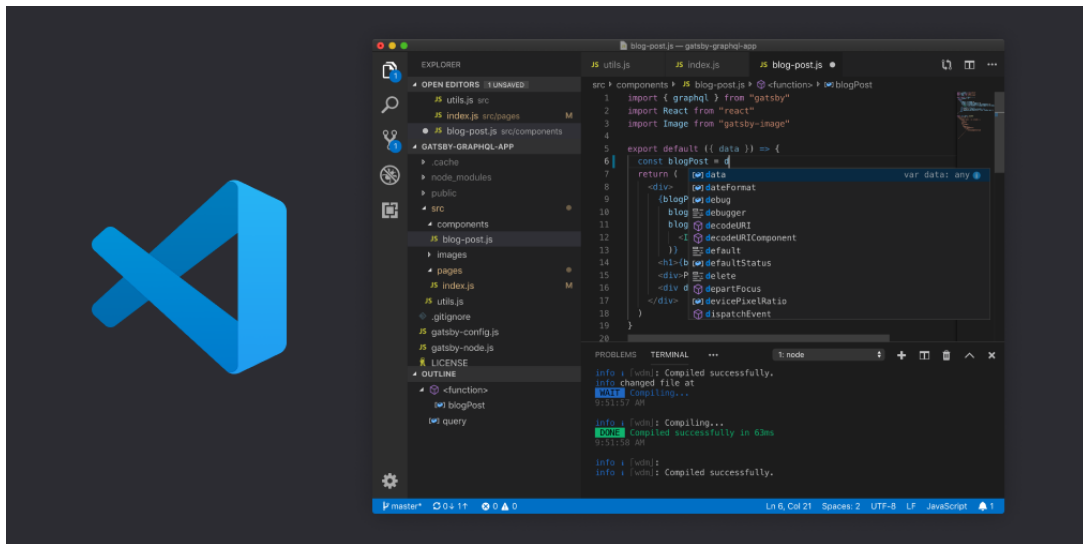 blog-post.js — gatsby-graphql-app
EXPLORER
OPEN EDITORS 1 UNSAVED
JS utils.js src
JS index.js src/pages M
JS blog-post.js src/components
GATSBY-GRAPHQL-APP
.cache
node_modules
public
src
components
JS blog-post.js
images
pages
JS index.js M
JS utils.js
.gitignore
JS gatsby-config.js
JS gatsby-node.js
LICENSE
OUTLINE
<function>
blogPost
query
JS utils.js JS index.js JS blog-post.js
src components JS blog-post.js <function> blogPost
1 import { graphql } from "gatsby"
2 import React from "react"
3 import Image from "gatsby-image"
4
5 export default ({ data }) => {
6 const blogPost = d
7 return (
8 <div>
9 {blogP
10 blog
11 blog
12 <I
13 )}
14 <h1>{b
15 <div>P
16 <div d
17 </div>
18 )
19 }
20
data var data: any
dateFormat
debug
debugger
decodeURI
decodeURIComponent
default
defaultStatus
delete
departFocus
devicePixelRatio
dispatchEvent
PROBLEMS TERMINAL ... 1: node
info [wdm]: Compiled successfully.
info changed file at
WAIT Compiling...
9:51:57 AM
info [wdm]: Compiling...
DONE Compiled successfully in 63ms
9:51:58 AM
info [wdm]:
info [wdm]: Compiled successfully.
master* 0↓ 1↑ 0 0 Ln 6, Col 21 Spaces: 2 UTF-8 LF JavaScript 1